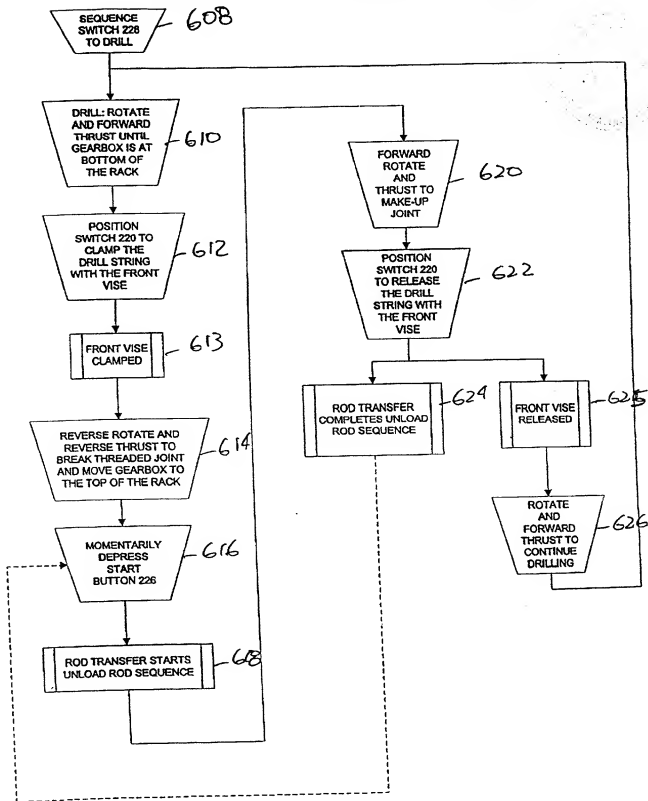 SEQUENCE
SWITCH 228
TO DRILL
608
DRILL: ROTATE
AND FORWARD
THRUST UNTIL
GEARBOX IS AT
BOTTOM OF
THE RACK
610
POSITION
SWITCH 220 TO
CLAMP THE
DRILL STRING
WITH THE FRONT
VISE
612
FRONT VISE
CLAMPED
613
REVERSE ROTATE AND
REVERSE THRUST TO
BREAK THREADED JOINT
AND MOVE GEARBOX TO
THE TOP OF THE RACK
614
MOMENTARILY
DEPRESS
START
BUTTON 226
616
ROD TRANSFER STARTS
UNLOAD ROD SEQUENCE
618
FORWARD
ROTATE
AND
THRUST TO
MAKE-UP
JOINT
620
POSITION
SWITCH 220
TO RELEASE
THE DRILL
STRING WITH
THE FRONT
VISE
622
ROD TRANSFER
COMPLETES UNLOAD
ROD SEQUENCE
624
FRONT VISE
RELEASED
625
ROTATE
AND
FORWARD
THRUST TO
CONTINUE
DRILLING
626